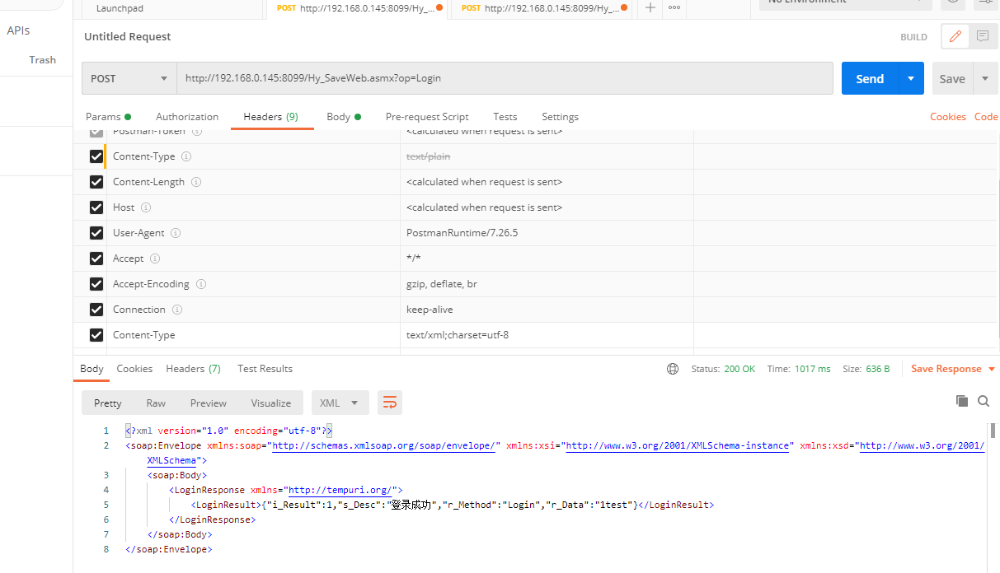 Launchpad
POST http://192.168.0.145:8099/Hy_...
POST http://192.168.0.145:8099/Hy_...
No Environment
APIs
Trash
Untitled Request
BUILD
POST
http://192.168.0.145:8099/Hy_SaveWeb.asmx?op=Login
Send
Save
Params
Authorization
Headers (9)
Body
Pre-request Script
Tests
Settings
Cookies
Code
Postman-Token <calculated when request is sent>
Content-Type text/plain
Content-Length <calculated when request is sent>
Host <calculated when request is sent>
User-Agent PostmanRuntime/7.26.5
Accept */*
Accept-Encoding gzip, deflate, br
Connection keep-alive
Content-Type text/xml;charset=utf-8
Body
Cookies
Headers (7)
Test Results
Status: 200 OK
Time: 1017 ms
Size: 636 B
Save Response
Pretty
Raw
Preview
Visualize
XML
1 <?xml version="1.0" encoding="utf-8"?>
2 <soap:Envelope xmlns:soap="http://schemas.xmlsoap.org/soap/envelope/" xmlns:xsi="http://www.w3.org/2001/XMLSchema-instance" xmlns:xsd="http://www.w3.org/2001/
XMLSchema">
3 <soap:Body>
4 <LoginResponse xmlns="http://tempuri.org/">
5 <LoginResult>{"i_Result":1,"s_Desc":"登录成功","r_Method":"Login","r_Data":"1test"}</LoginResult>
6 </LoginResponse>
7 </soap:Body>
8 </soap:Envelope>